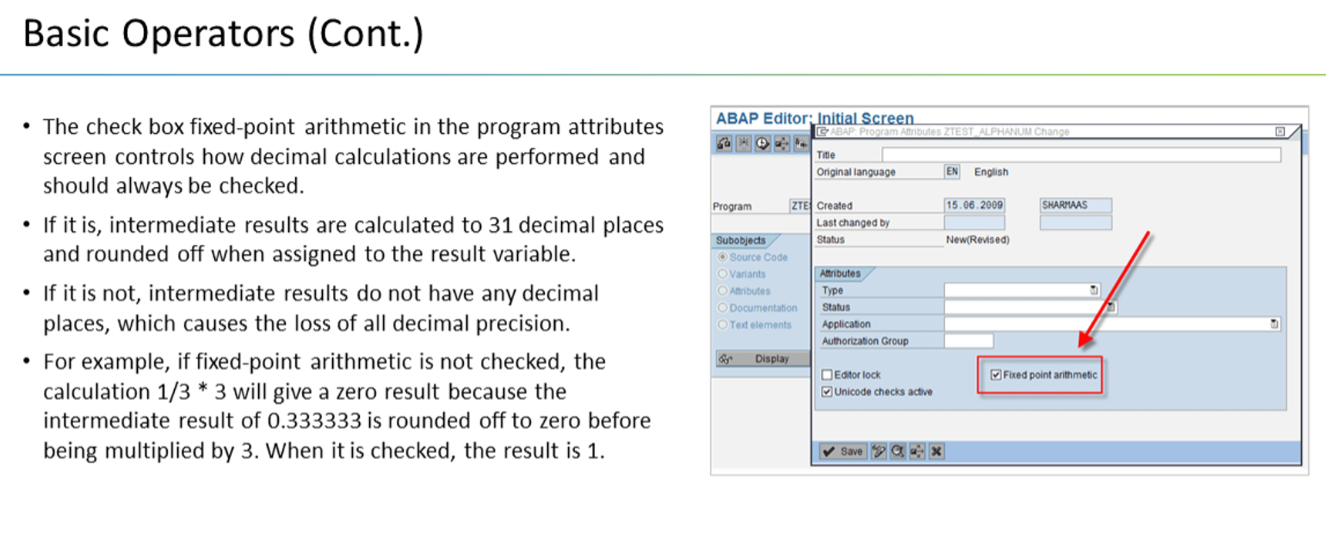 Basic Operators (Cont.)
• The check box fixed-point arithmetic in the program attributes
screen controls how decimal calculations are performed and
should always be checked.
• If it is, intermediate results are calculated to 31 decimal places
and rounded off when assigned to the result variable.
• If it is not, intermediate results do not have any decimal
places, which causes the loss of all decimal precision.
• For example, if fixed-point arithmetic is not checked, the
calculation 1/3 * 3 will give a zero result because the
intermediate result of 0.333333 is rounded off to zero before
being multiplied by 3. When it is checked, the result is 1.
ABAP Editor: Initial Screen
Program ZTES
Subobjects
Source Code
Variants
Attributes
Documentation
Text elements
Display
ABAP: Program Attributes ZTEST_ALPHANUM Change
Title
Original language EN English
Created 15.06.2009 SHARMAAS
Last changed by
Status New(Revised)
Attributes
Type
Status
Application
Authorization Group
Editor lock Fixed point arithmetic
Unicode checks active
Save